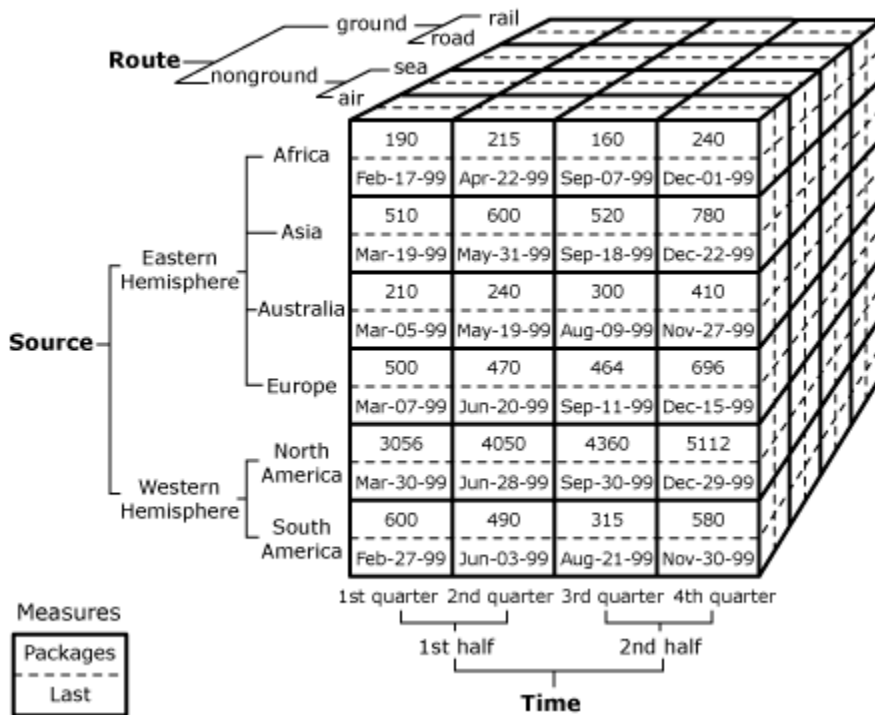 ground
rail
road
Route
nonground
sea
air
Africa
190 215 160 240
Feb-17-99 Apr-22-99 Sep-07-99 Dec-01-99
Asia
510 600 520 780
Mar-19-99 May-31-99 Sep-18-99 Dec-22-99
Eastern
Hemisphere
Australia
210 240 300 410
Mar-05-99 May-19-99 Aug-09-99 Nov-27-99
Source
Europe
500 470 464 696
Mar-07-99 Jun-20-99 Sep-11-99 Dec-15-99
North
America
3056 4050 4360 5112
Mar-30-99 Jun-28-99 Sep-30-99 Dec-29-99
Western
Hemisphere
South
America
600 490 315 580
Feb-27-99 Jun-03-99 Aug-21-99 Nov-30-99
1st quarter 2nd quarter 3rd quarter 4th quarter
1st half 2nd half
Time
Measures
Packages
Last